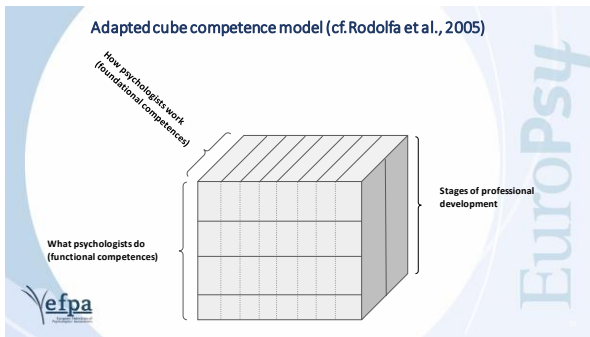 Adapted cube competence model (cf.Rodolfa et al., 2005)
How psychologists work
(foundational competences)
Stages of professional
development
What psychologists do
(functional competences)
EuroPsy
efpa